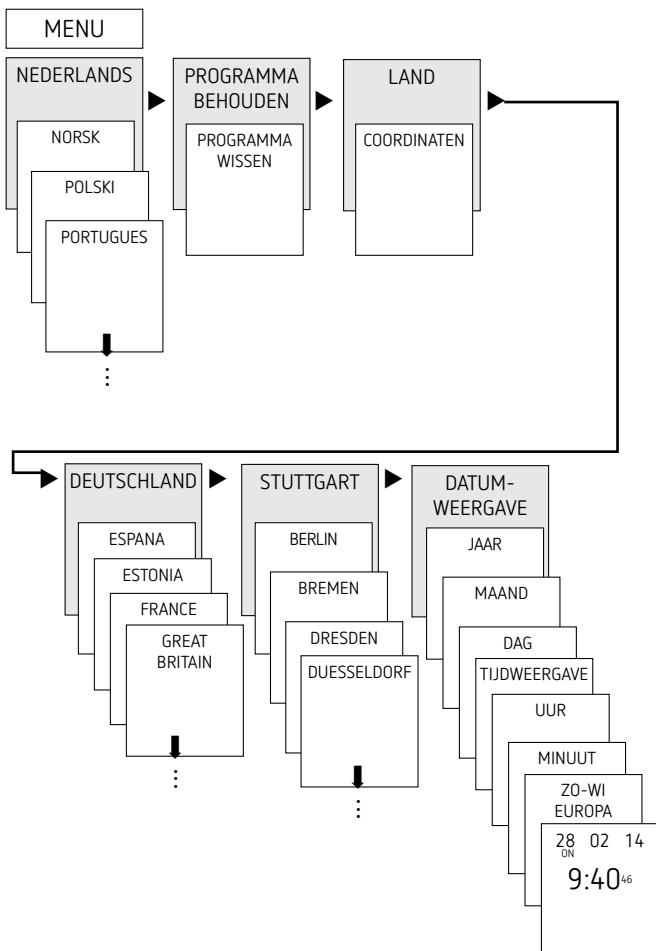 MENU
NEDERLANDS
NORSK
POLSKI
PORTUGUES
PROGRAMMA
BEHOUDEN
PROGRAMMA
WISSEN
LAND
COORDINATEN
DEUTSCHLAND
ESPANA
ESTONIA
FRANCE
GREAT
BRITAIN
STUTTGART
BERLIN
BREMEN
DRESDEN
DUESSELDORF
DATUM-
WEERGAVE
JAAR
MAAND
DAG
TIJDWEERGAVE
UUR
MINUUT
ZO-WI
EUROPA
28 02 14
ON
9:40 46